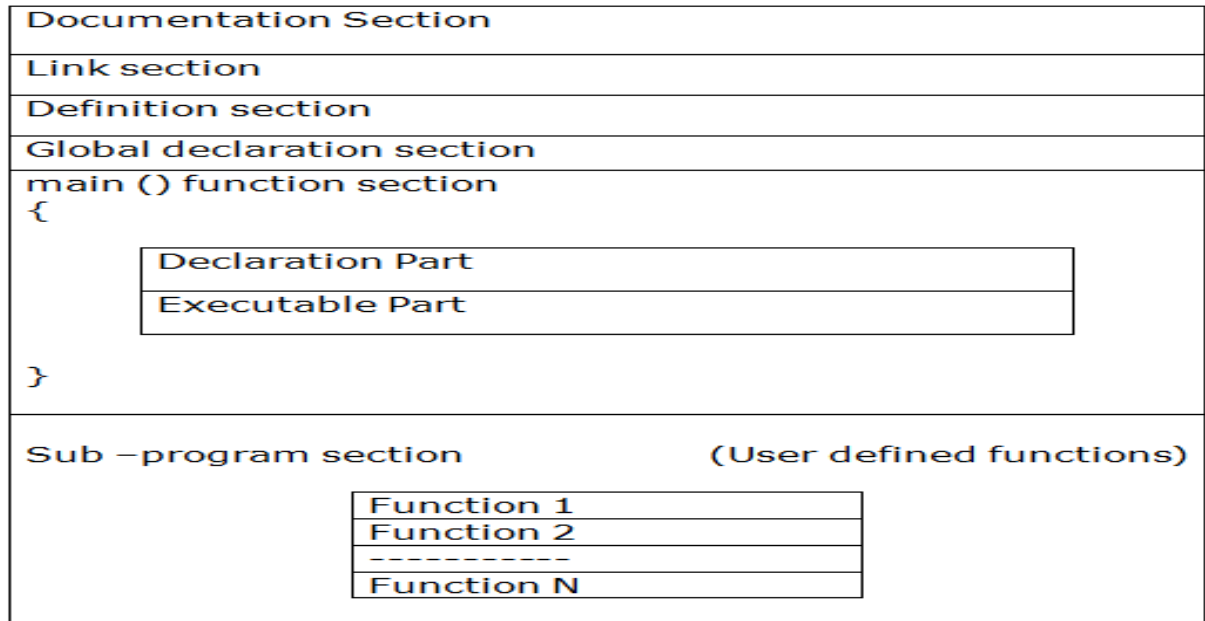 Documentation Section
Link section
Definition section
Global declaration section
main () function section
{
Declaration Part
Executable Part
}
Sub –program section (User defined functions)
Function 1
Function 2
-----------
Function N